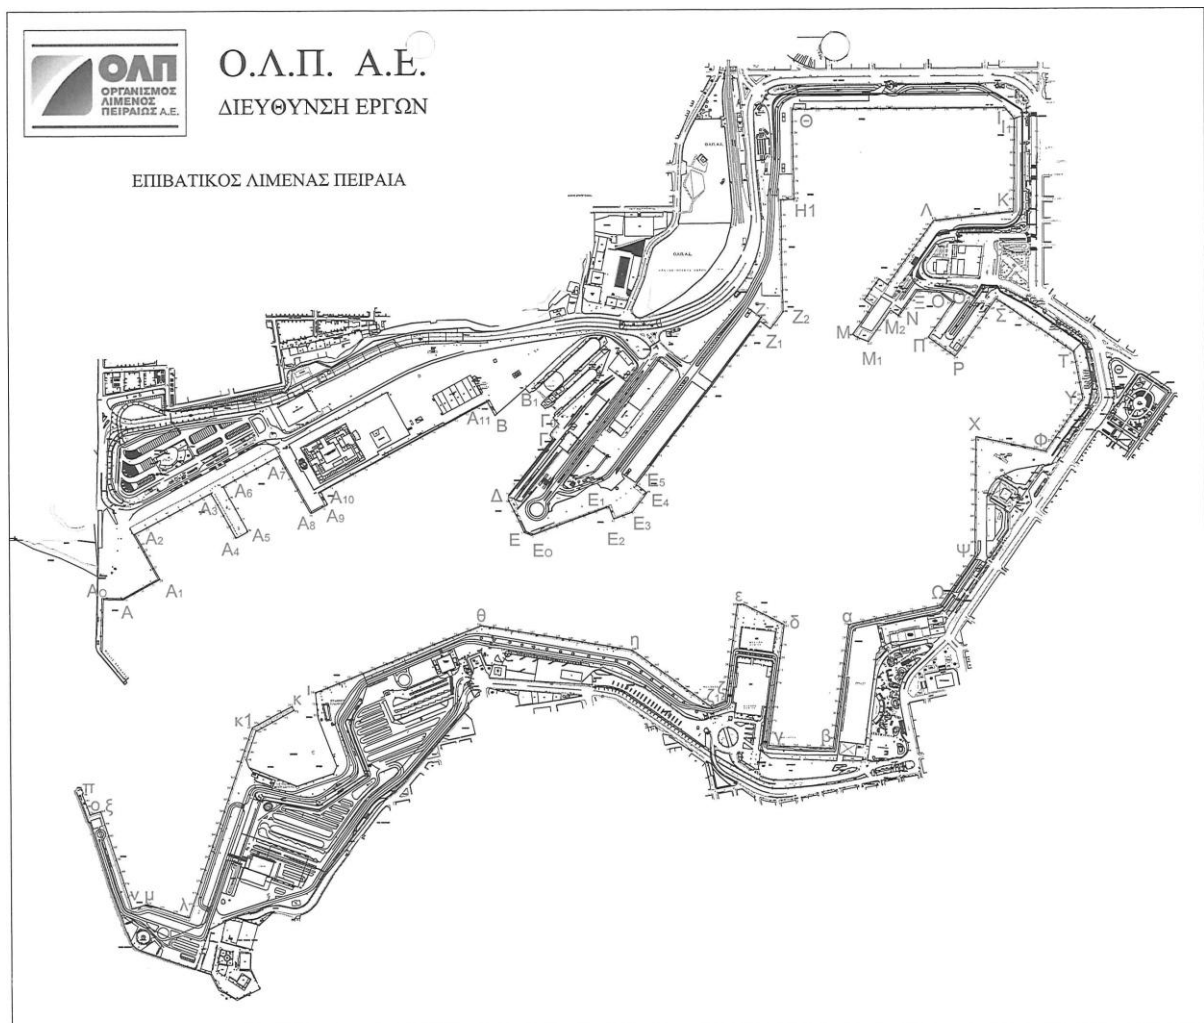 ΟΛΠ
ΟΡΓΑΝΙΣΜΟΣ
ΛΙΜΕΝΟΣ
ΠΕΙΡΑΙΩΣ Α.Ε.
Ο.Λ.Π. Α.Ε.
ΔΙΕΥΘΥΝΣΗ ΕΡΓΩΝ
ΕΠΙΒΑΤΙΚΟΣ ΛΙΜΕΝΑΣ ΠΕΙΡΑΙΑ
Θ
Ι
Η1
Κ
Λ
Ζ2
Ζ1
Μ
Μ1
Μ2
Ν
Ξ
Ο
Π
Ρ
Σ
Τ
Υ
Φ
Χ
Ψ
Ω
Β1
Α11
Β
Γ
Δ
Ε
Εο
Ε1
Ε2
Ε3
Ε4
Ε5
Α7
Α10
Α9
Α8
Α6
Α3
Α5
Α4
Α2
Α1
Αο
Α
α
β
γ
δ
ε
ζ
Ζ1
η
θ
ι
κ
κ1
λ
μ
ν
ξ
ο
π